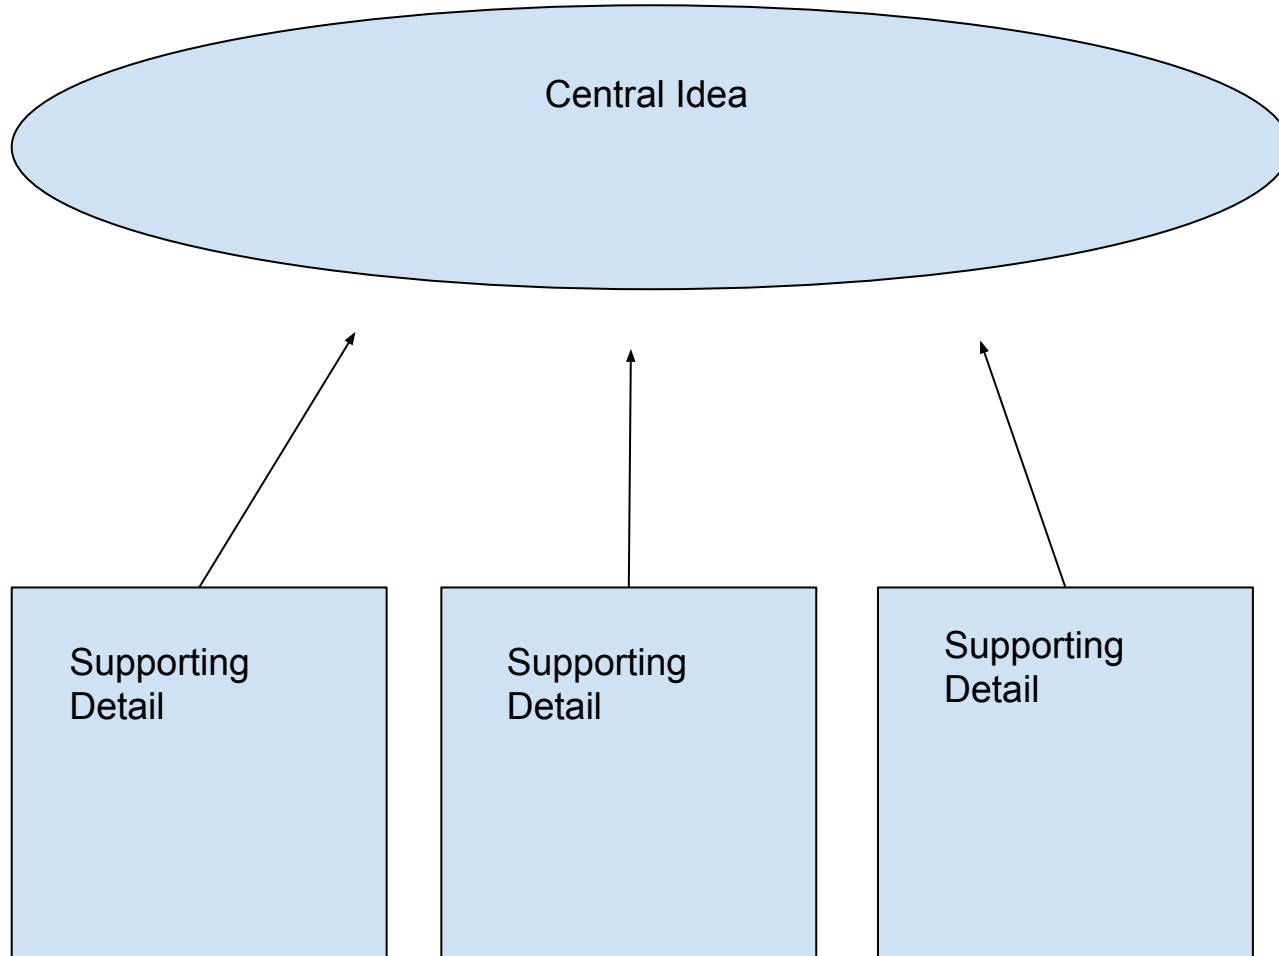 Central Idea
Supporting
Detail
Supporting
Detail
Supporting
Detail